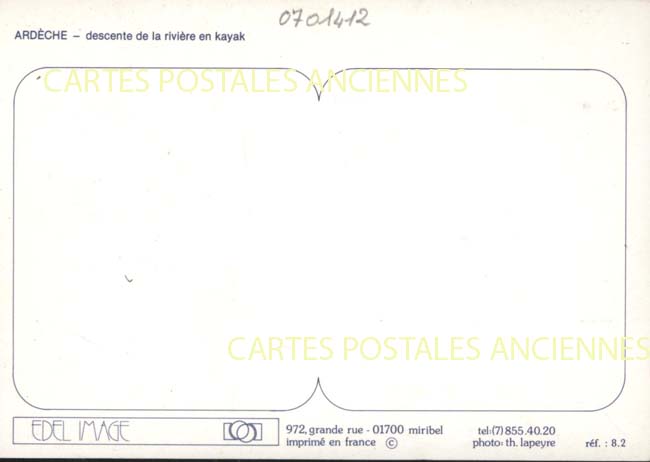 0701412
ARDÈCHE – descente de la rivière en kayak
CARTES POSTALES ANCIENNES
CARTES POSTALES ANCIENNES
EDEL IMAGE
972, grande rue - 01700 miribel
imprimé en france ©
tel:(7) 855.40.20
photo: th. lapeyre
réf. : 8.2